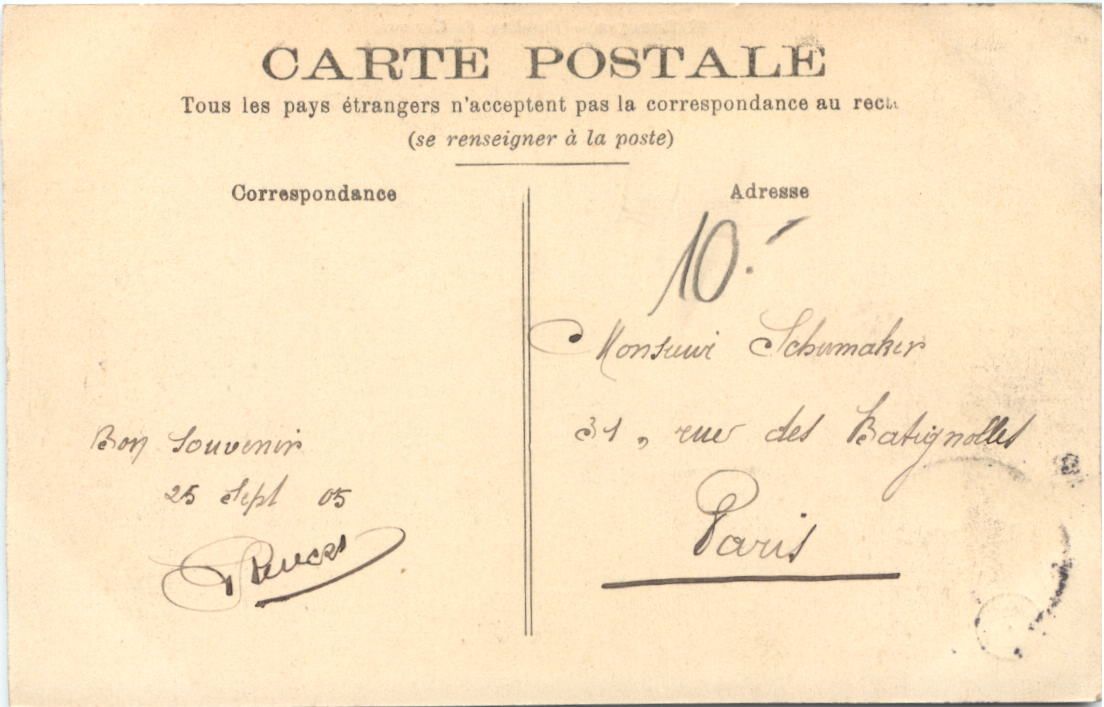 CARTE POSTALE
Tous les pays étrangers n'acceptent pas la correspondance au recto
(se renseigner à la poste)
Correspondance
Adresse
10.-
Monsieur Schumaker
31, rue des Batignolles
Paris
Bon Souvenir
25 Sept 05